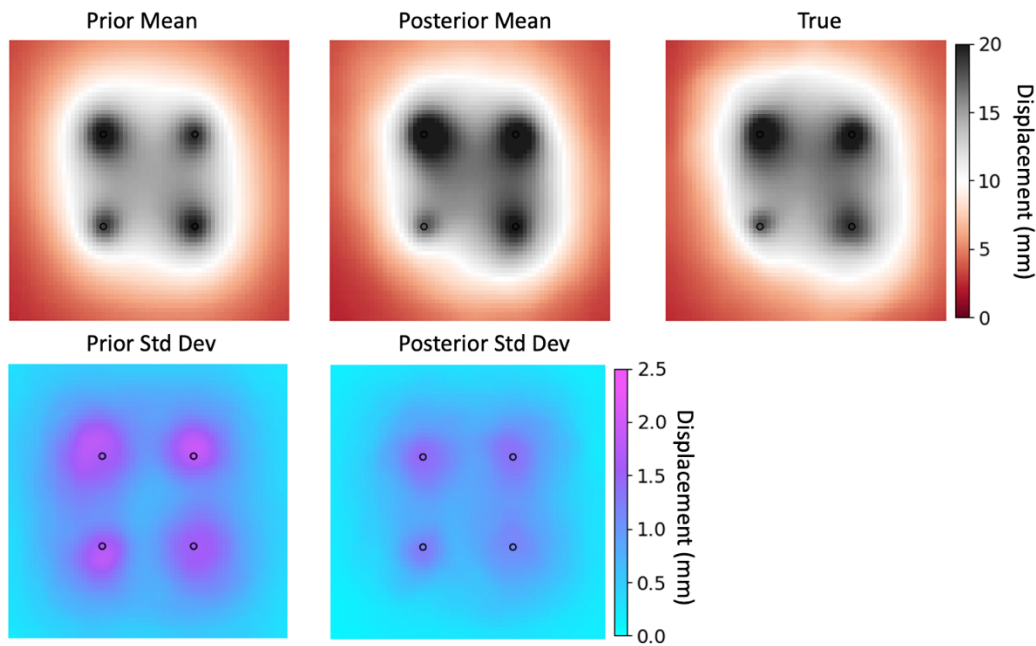 Prior Mean
Posterior Mean
True
20
15
10
5
0
Displacement (mm)
Prior Std Dev
Posterior Std Dev
2.5
2.0
1.5
1.0
0.5
0.0
Displacement (mm)